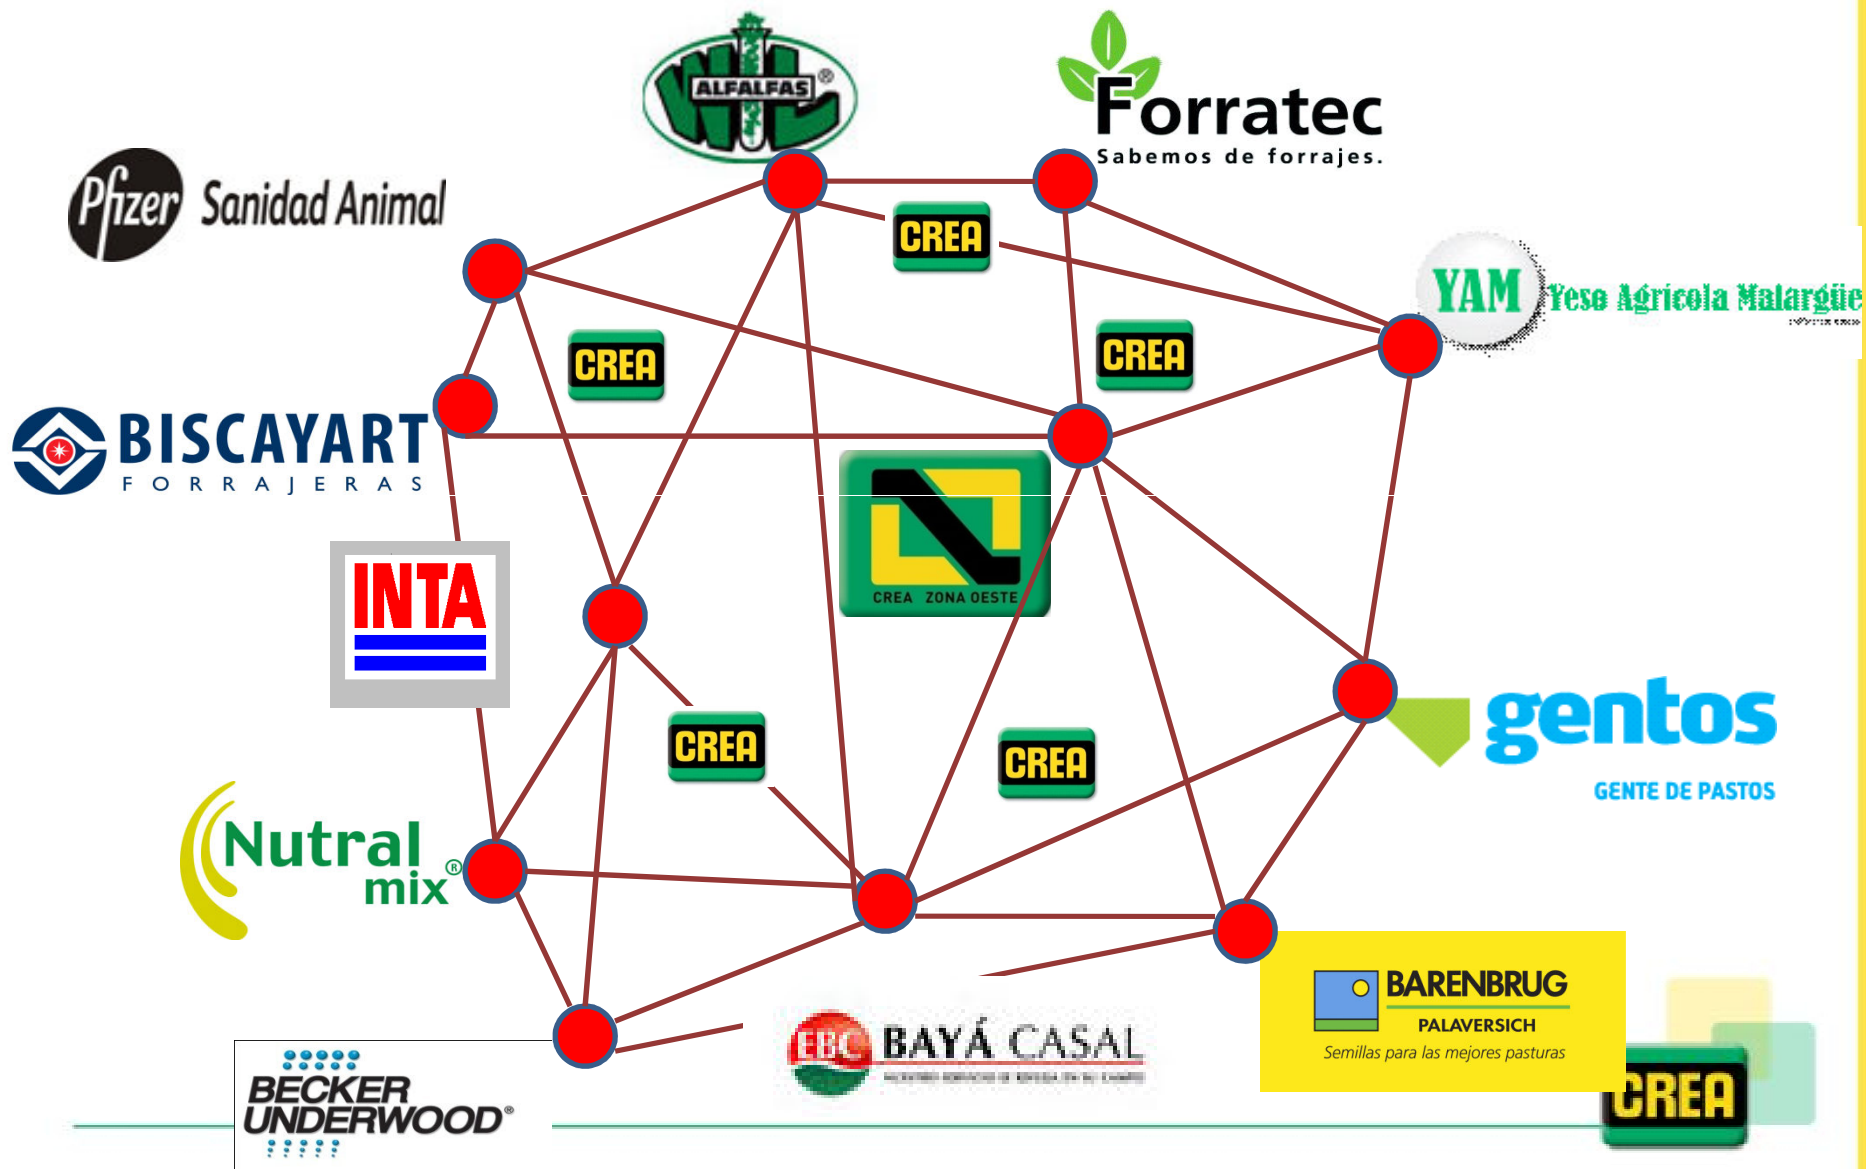 ALFALFAS
WL
®
Forratec
Sabemos de forrajes.
Pfizer Sanidad Animal
CREA
YAM Yeso Agrícola Malargüe
CREA
CREA
BISCAYART
FORRAJERAS
CREA ZONA OESTE
INTA
gentos
GENTE DE PASTOS
CREA
CREA
Nutral
mix®
BARENBRUG
PALAVERSICH
Semillas para las mejores pasturas
EBC BAYÁ CASAL
BECKER
UNDERWOOD®
CREA